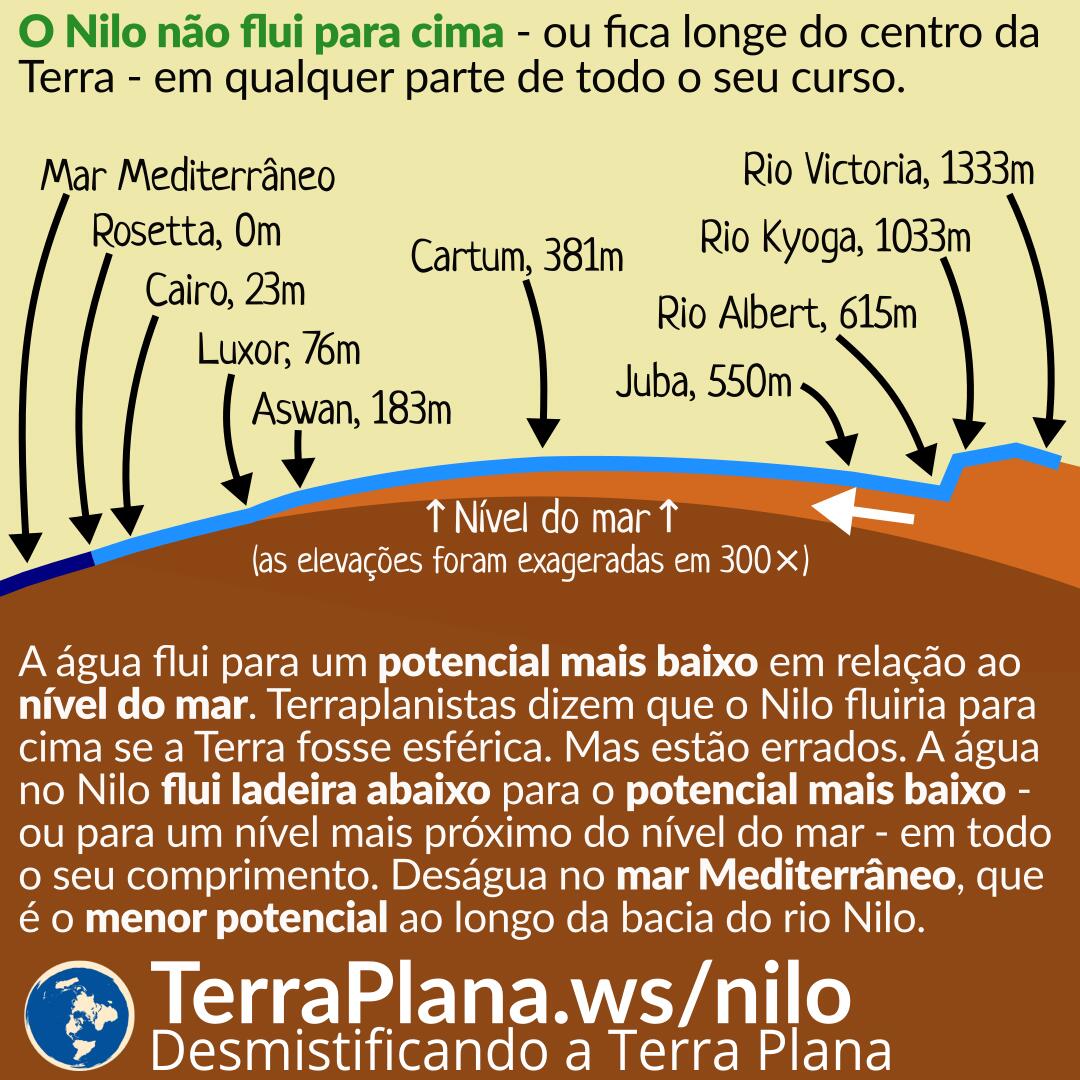 O Nilo não flui para cima - ou fica longe do centro da
Terra - em qualquer parte de todo o seu curso.
Mar Mediterrâneo
Rosetta, 0m
Cairo, 23m
Luxor, 76m
Aswan, 183m
Cartum, 381m
Rio Victoria, 1333m
Rio Kyoga, 1033m
Rio Albert, 615m
Juba, 550m
↑Nível do mar↑
(as elevações foram exageradas em 300×)
A água flui para um potencial mais baixo em relação ao
nível do mar. Terraplanistas dizem que o Nilo fluiria para
cima se a Terra fosse esférica. Mas estão errados. A água
no Nilo flui ladeira abaixo para o potencial mais baixo -
ou para um nível mais próximo do nível do mar - em todo
o seu comprimento. Deságua no mar Mediterrâneo, que
é o menor potencial ao longo da bacia do rio Nilo.
TerraPlana.ws/nilo
Desmistificando a Terra Plana